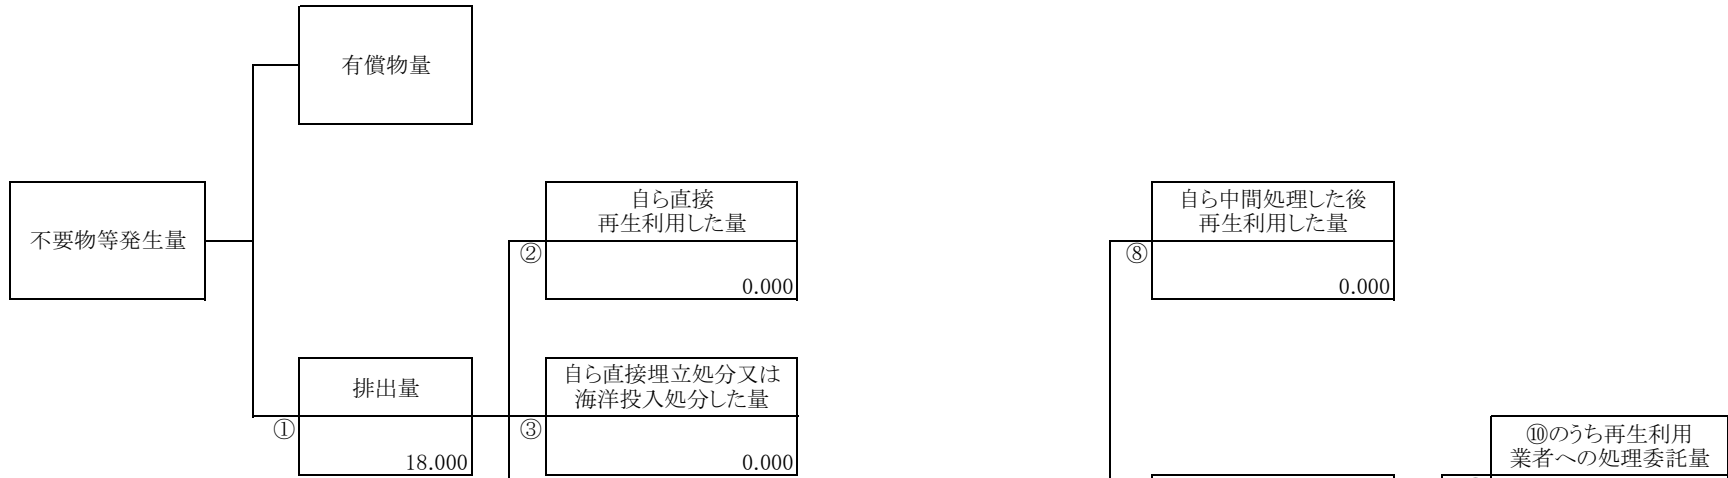 有償物量
不要物等発生量
自ら直接
再生利用した量
②
0.000
自ら中間処理した後
再生利用した量
⑧
0.000
排出量
①
18.000
自ら直接埋立処分又は
海洋投入処分した量
③
0.000
⑩のうち再生利用
業者への処理委託量